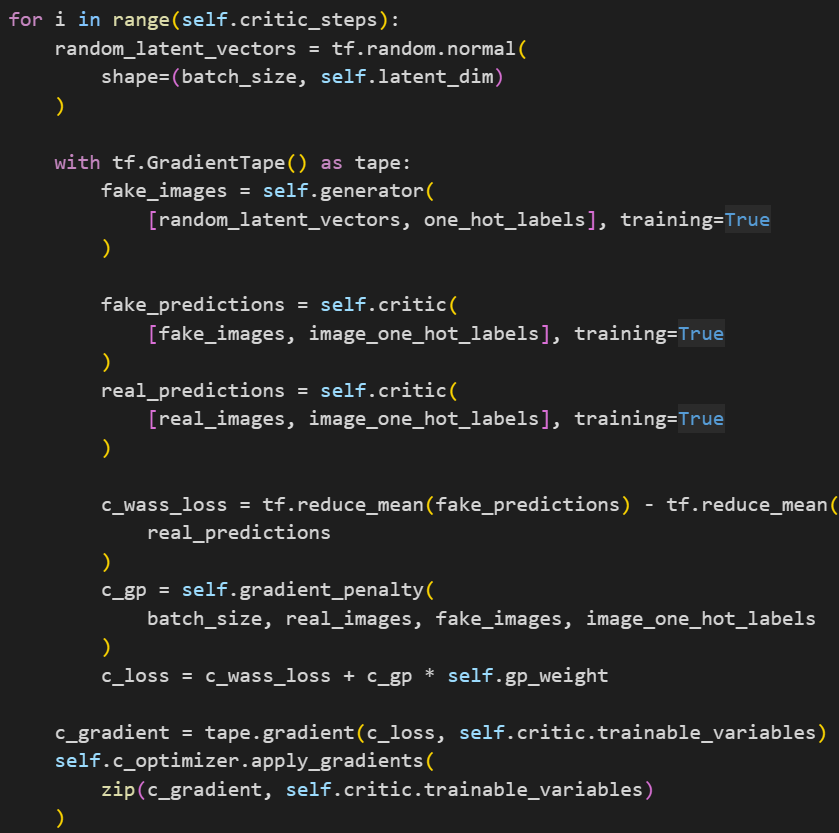 for i in range(self.critic_steps):
    random_latent_vectors = tf.random.normal(
        shape=(batch_size, self.latent_dim)
    )

    with tf.GradientTape() as tape:
        fake_images = self.generator(
            [random_latent_vectors, one_hot_labels], training=True
        )

        fake_predictions = self.critic(
            [fake_images, image_one_hot_labels], training=True
        )
        real_predictions = self.critic(
            [real_images, image_one_hot_labels], training=True
        )

        c_wass_loss = tf.reduce_mean(fake_predictions) - tf.reduce_mean(
            real_predictions
        )
        c_gp = self.gradient_penalty(
            batch_size, real_images, fake_images, image_one_hot_labels
        )
        c_loss = c_wass_loss + c_gp * self.gp_weight

    c_gradient = tape.gradient(c_loss, self.critic.trainable_variables)
    self.c_optimizer.apply_gradients(
        zip(c_gradient, self.critic.trainable_variables)
    )